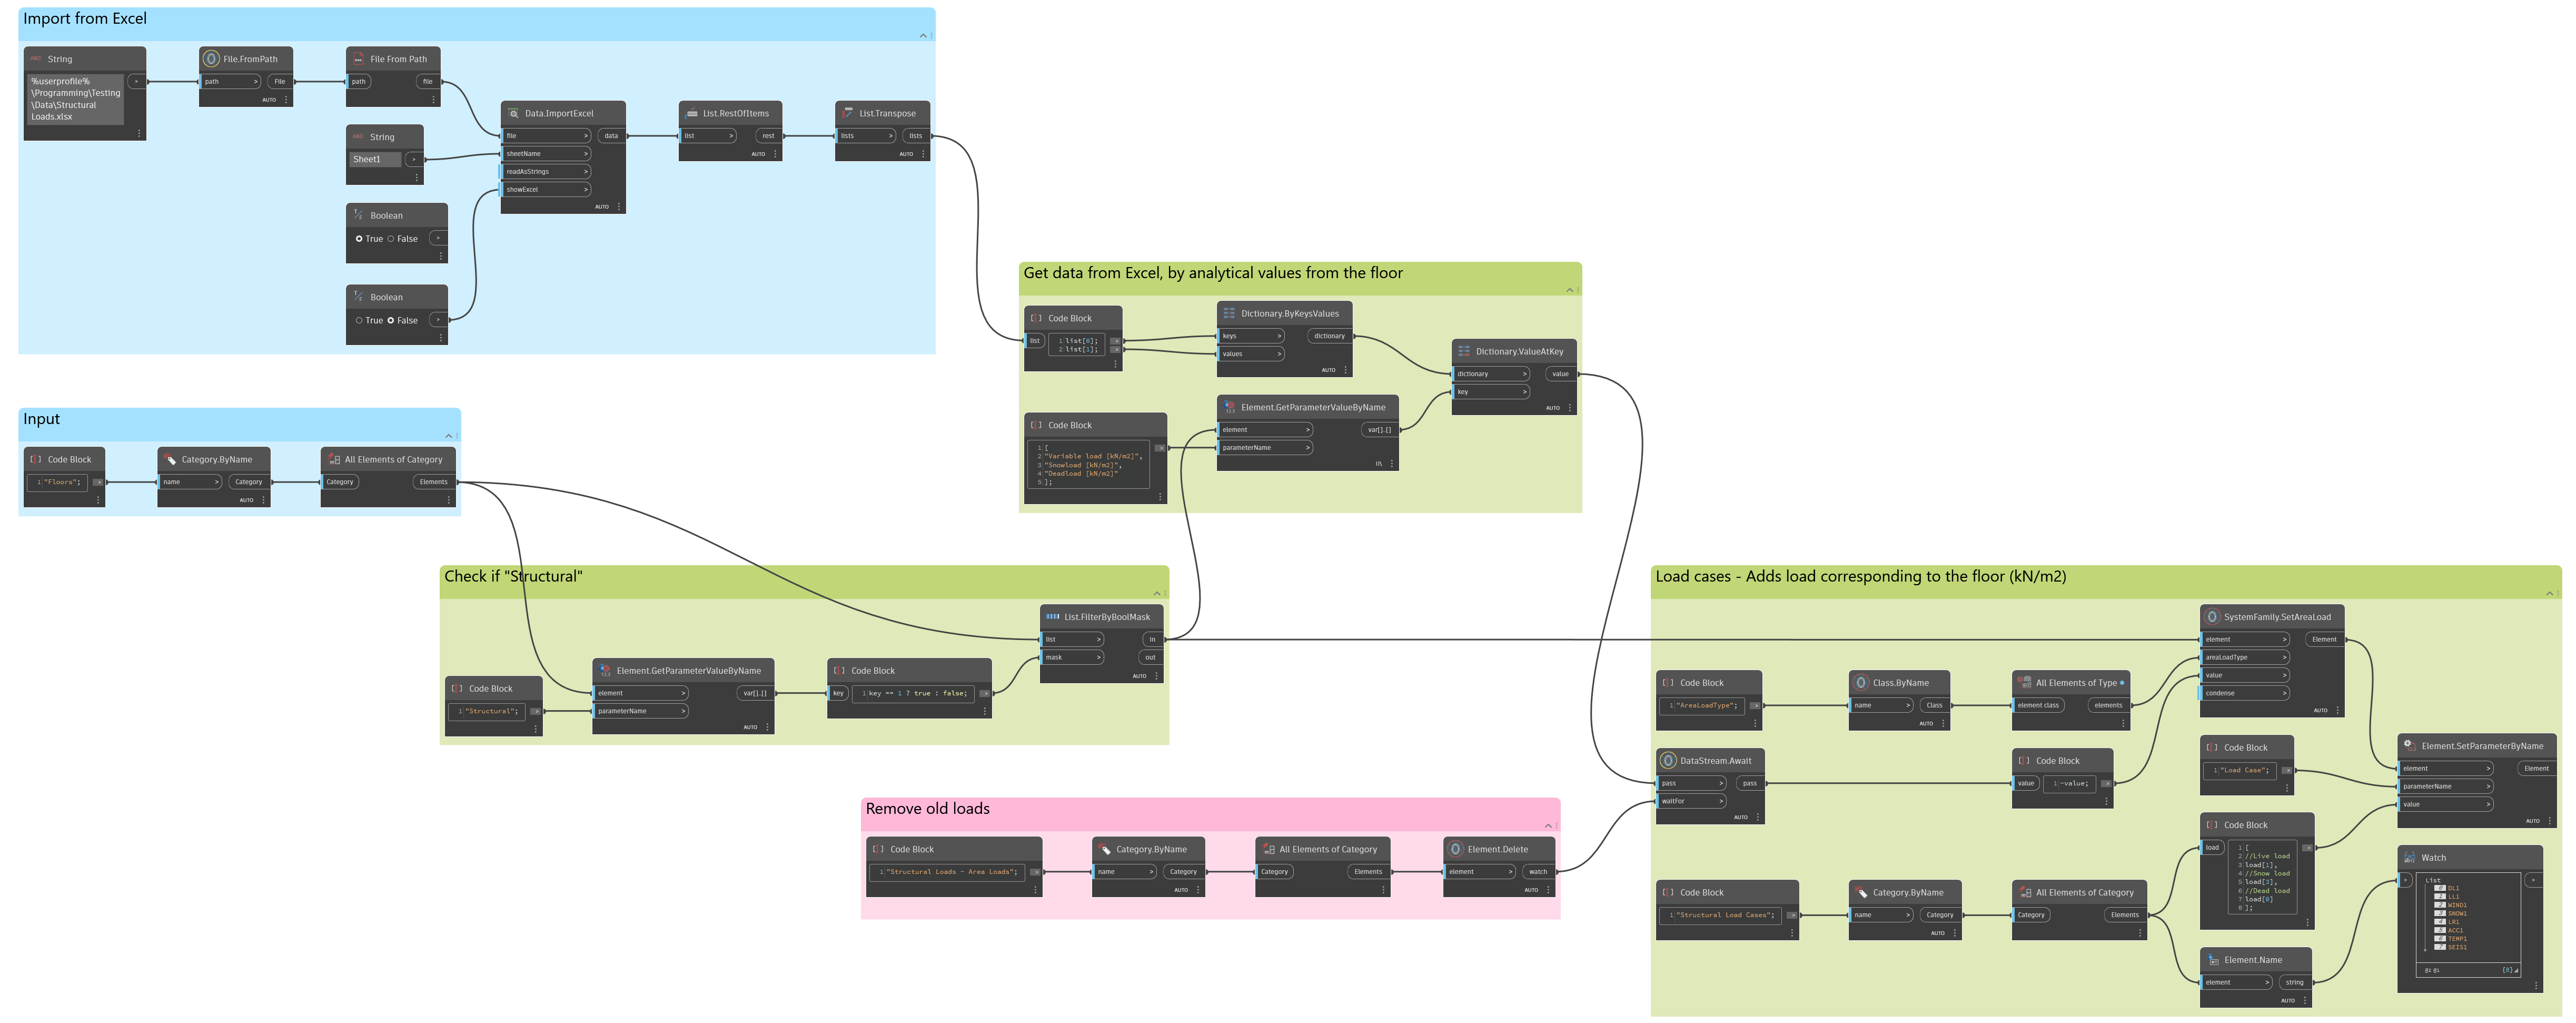 Import from Excel
String
%userprofile%
\Programming\Testing
\Data\Structural
Loads.xlsx
>
File.FromPath
path >
File
AUTO
File From Path
path
file
String
Sheet1
>
Boolean
True False
>
Boolean
True False
>
Data.ImportExcel
file >
data
sheetName >
readAsStrings >
showExcel >
AUTO
List.RestOfItems
list >
rest
AUTO
List.Transpose
lists >
lists
AUTO
Input
Code Block
1 "Floors";
>
Category.ByName
name >
Category
AUTO
All Elements of Category
Category
Elements
Get data from Excel, by analytical values from the floor
Code Block
list
1 list[0];
2 list[1];
>
>
Dictionary.ByKeysValues
keys >
dictionary
values >
AUTO
Code Block
1 [
2 "Variable load [kN/m2]",
3 "Snowload [kN/m2]",
4 "Deadload [kN/m2]"
5 ];
>
Element.GetParameterValueByName
element >
var[]..[]
parameterName >
Dictionary.ValueAtKey
dictionary >
value
key >
AUTO
Check if "Structural"
Code Block
1 "Structural";
>
Element.GetParameterValueByName
element >
var[]..[]
parameterName >
AUTO
Code Block
key
1 key == 1 ? true : false;
>
List.FilterByBoolMask
list >
in
mask >
out
AUTO
Remove old loads
Code Block
1 "Structural Loads - Area Loads";
>
Category.ByName
name >
Category
AUTO
All Elements of Category
Category
Elements
Element.Delete
element >
watch
AUTO
Load cases - Adds load corresponding to the floor (kN/m2)
Code Block
1 "AreaLoadType";
>
Class.ByName
name >
Class
AUTO
All Elements of Type
element class
elements
SystemFamily.SetAreaLoad
element >
Element
areaLoadType >
value >
condense >
AUTO
DataStream.Await
pass >
pass
waitFor >
AUTO
Code Block
value
1 -value;
>
Code Block
1 "Load Case";
>
Element.SetParameterByName
element >
Element
parameterName >
value >
AUTO
Code Block
1 "Structural Load Cases";
>
Category.ByName
name >
Category
AUTO
All Elements of Category
Category
Elements
Code Block
load
1 [
2 //Live load
3 load[1],
4 //Snow load
5 load[3],
6 //Dead load
7 load[0]
8 ];
>
Element.Name
element >
string
AUTO
Watch
>
>
List
0 DL1
1 LL1
2 WIND1
3 SNOW1
4 LR1
5 ACC1
6 TEMP1
7 SEIS1
@2 @1
{8}